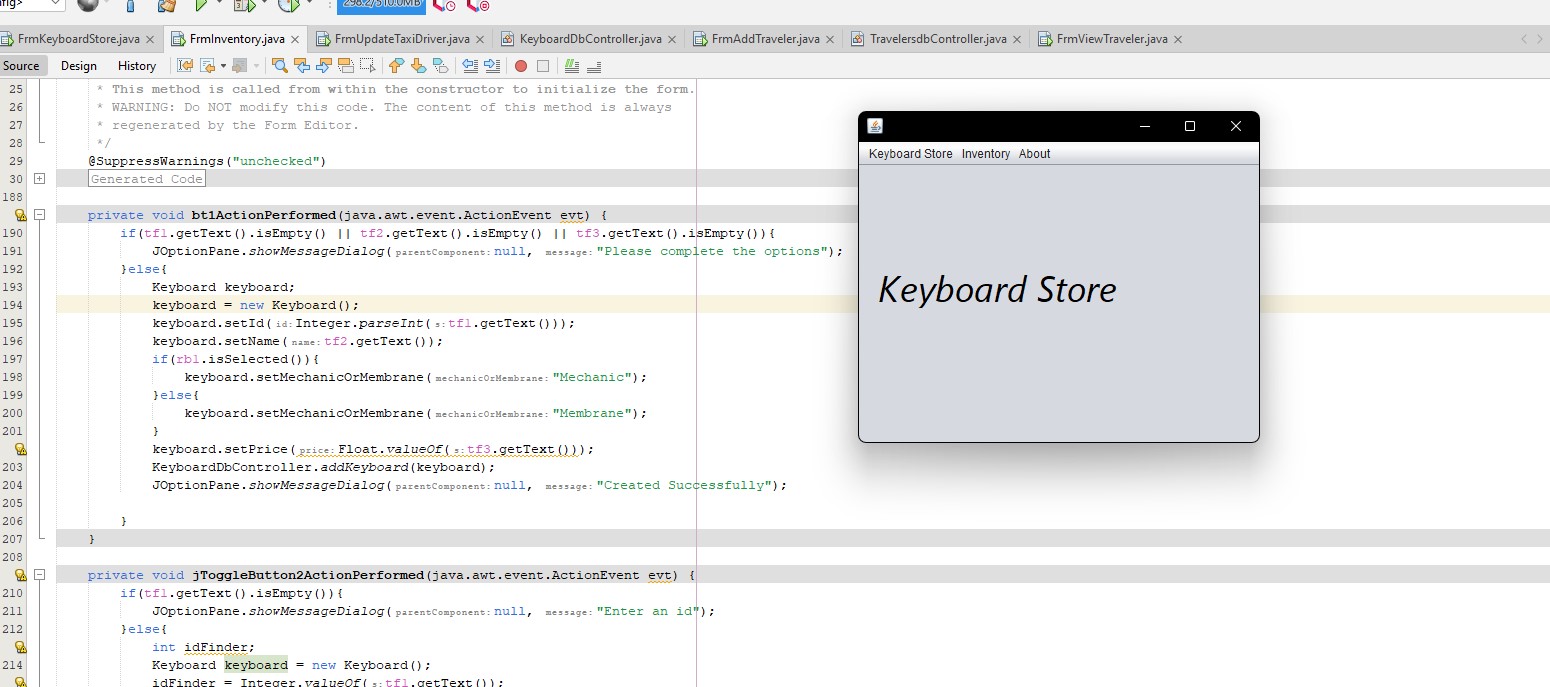 298.2/510.0MB
FrmKeyboardStore.java FrmInventory.java FrmUpdateTaxiDriver.java KeyboardDbController.java FrmAddTraveler.java TravelersdbController.java FrmViewTraveler.java
Source Design History
25 * This method is called from within the constructor to initialize the form.
26 * WARNING: Do NOT modify this code. The content of this method is always
27 * regenerated by the Form Editor.
28 */
29 @SuppressWarnings("unchecked")
30 Generated Code
188
private void bt1ActionPerformed(java.awt.event.ActionEvent evt) {
190 if(tf1.getText().isEmpty() || tf2.getText().isEmpty() || tf3.getText().isEmpty()){
191 JOptionPane.showMessageDialog(parentComponent: null, message: "Please complete the options");
192 }else{
193 Keyboard keyboard;
194 keyboard = new Keyboard();
195 keyboard.setId(id: Integer.parseInt(s: tf1.getText()));
196 keyboard.setName(name: tf2.getText());
197 if(rb1.isSelected()){
198 keyboard.setMechanicOrMembrane(mechanicOrMembrane: "Mechanic");
199 }else{
200 keyboard.setMechanicOrMembrane(mechanicOrMembrane: "Membrane");
201 }
keyboard.setPrice(price: Float.valueOf(s: tf3.getText()));
203 KeyboardDbController.addKeyboard(keyboard);
204 JOptionPane.showMessageDialog(parentComponent: null, message: "Created Successfully");
205
206 }
207 }
208
private void jToggleButton2ActionPerformed(java.awt.event.ActionEvent evt) {
210 if(tf1.getText().isEmpty()){
211 JOptionPane.showMessageDialog(parentComponent: null, message: "Enter an id");
212 }else{
int idFinder;
214 Keyboard keyboard = new Keyboard();
idFinder = Integer.valueOf(s: tf1.getText());
Keyboard Store Inventory About
Keyboard Store